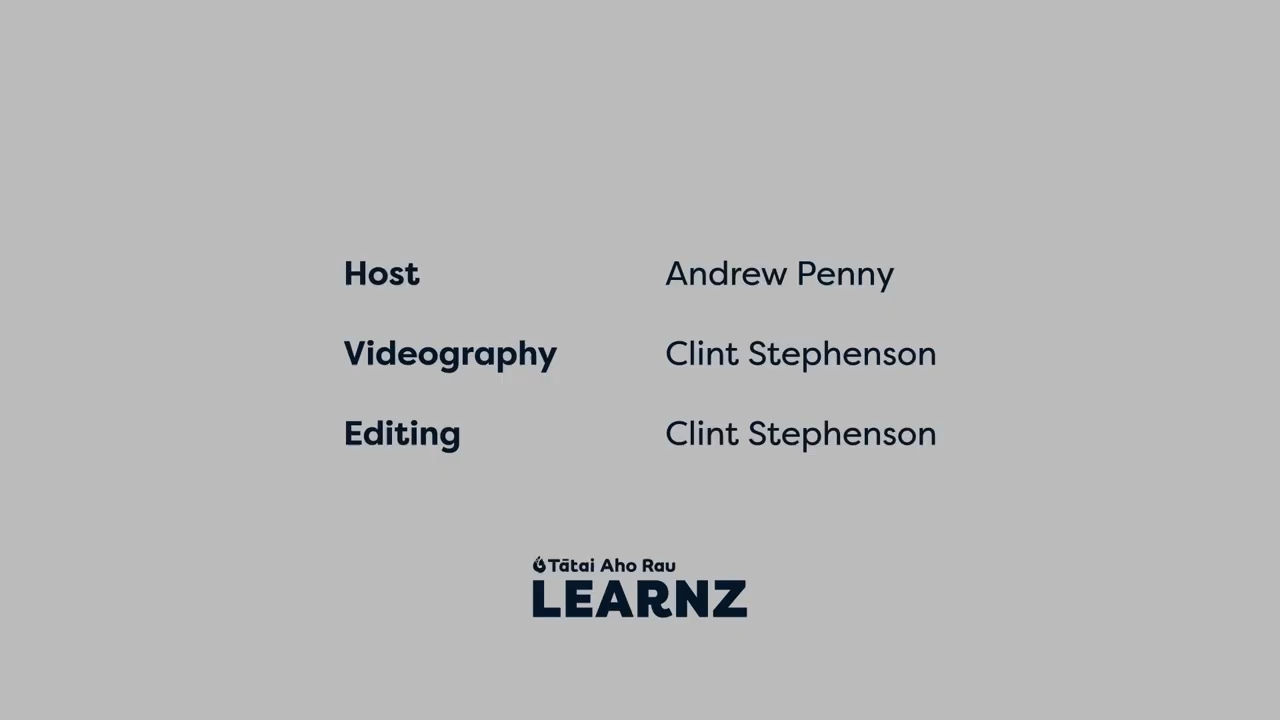 Host Andrew Penny
Videography Clint Stephenson
Editing Clint Stephenson
Tātai Aho Rau
LEARNZ